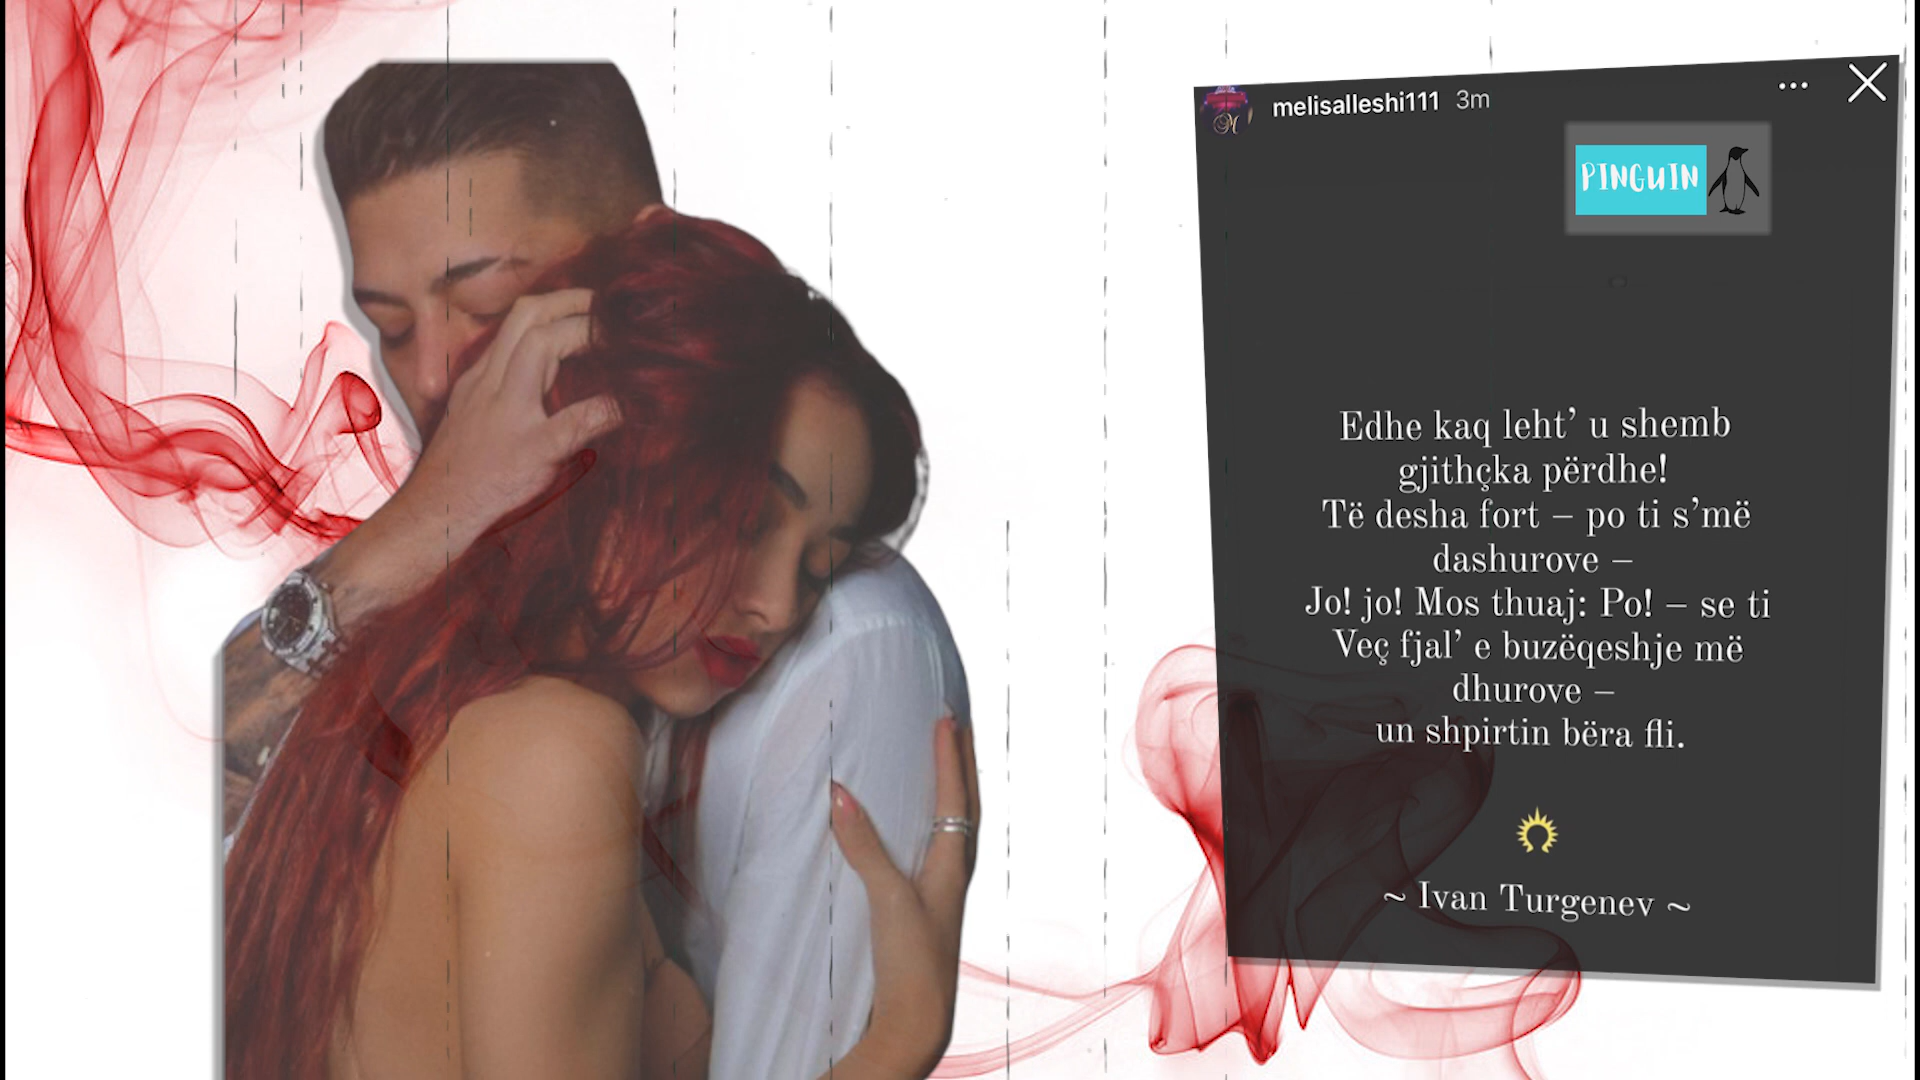 melisalleshi111 3m
PINGUIN
Edhe kaq leht’ u shemb
gjithçka përdhe!
Të desha fort – po ti s’më
dashurove –
Jo! jo! Mos thuaj: Po! – se ti
Veç fjal’ e buzëqeshje më
dhurove –
un shpirtin bëra fli.
~ Ivan Turgenev ~